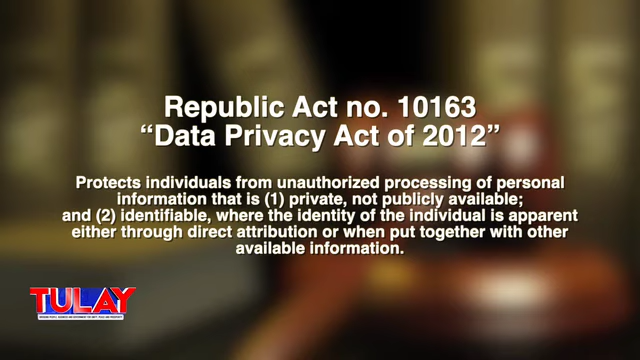 Republic Act no. 10163
“Data Privacy Act of 2012”
Protects individuals from unauthorized processing of personal
information that is (1) private, not publicly available;
and (2) identifiable, where the identity of the individual is apparent
either through direct attribution or when put together with other
available information.
TULAY